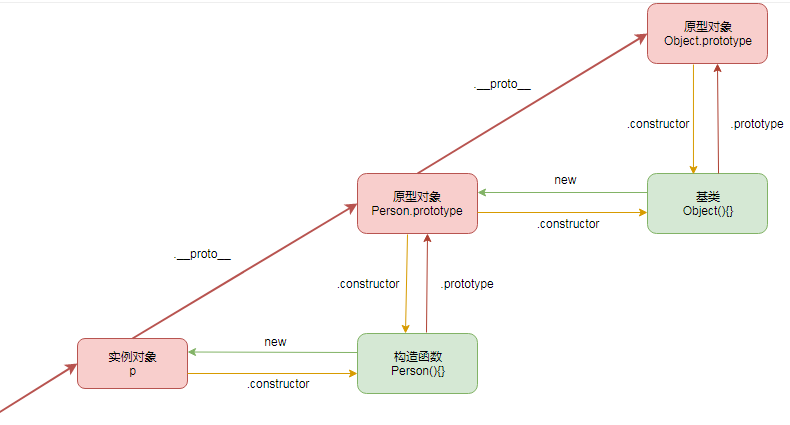 原型对象
Object.prototype
.__proto__
.constructor
.prototype
原型对象
Person.prototype
new
.constructor
基类
Object(){}
.__proto__
.constructor
.prototype
实例对象
p
new
.constructor
构造函数
Person(){}